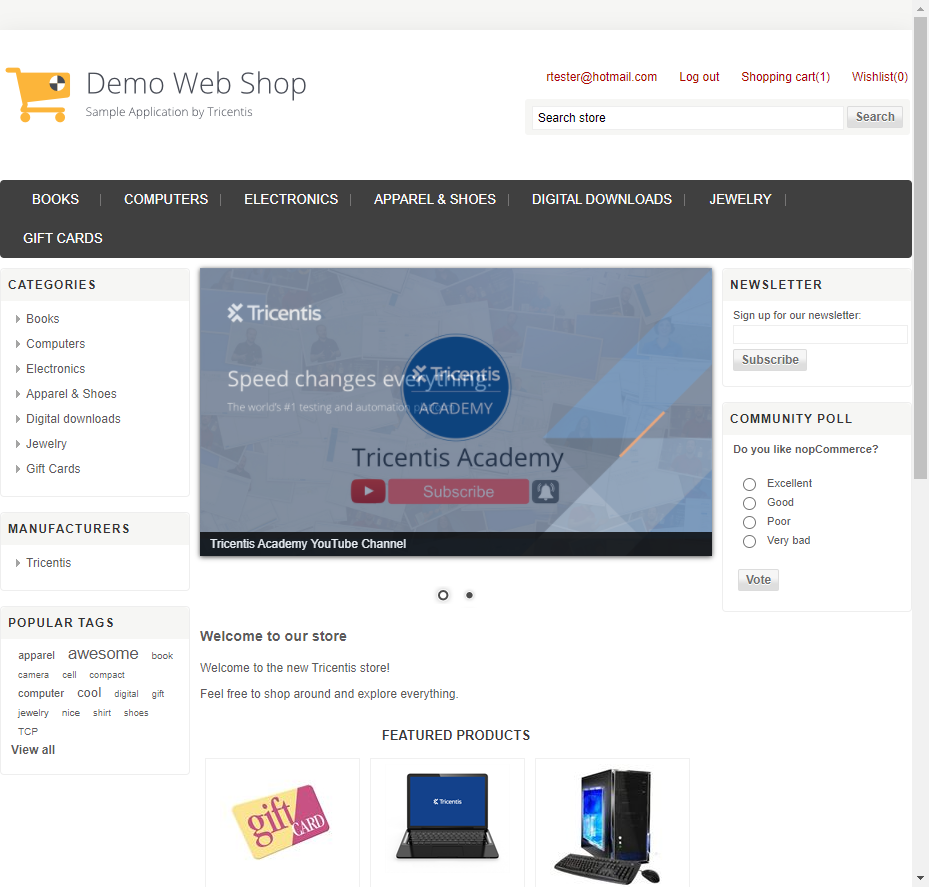 Demo Web Shop
Sample Application by Tricentis
rtester@hotmail.com Log out Shopping cart(1) Wishlist(0)
Search store Search
BOOKS COMPUTERS ELECTRONICS APPAREL & SHOES DIGITAL DOWNLOADS JEWELRY
GIFT CARDS
CATEGORIES
Books
Computers
Electronics
Apparel & Shoes
Digital downloads
Jewelry
Gift Cards
MANUFACTURERS
Tricentis
POPULAR TAGS
apparel awesome book
camera cell compact
computer cool digital gift
jewelry nice shirt shoes
TCP
View all
Tricentis
Speed changes everything.
Tricentis
The world's #1 testing and automation platform
ACADEMY
Tricentis Academy
Subscribe
Tricentis Academy YouTube Channel
Welcome to our store
Welcome to the new Tricentis store!
Feel free to shop around and explore everything.
FEATURED PRODUCTS
gift
CARD
Tricentis
NEWSLETTER
Sign up for our newsletter:
Subscribe
COMMUNITY POLL
Do you like nopCommerce?
Excellent
Good
Poor
Very bad
Vote